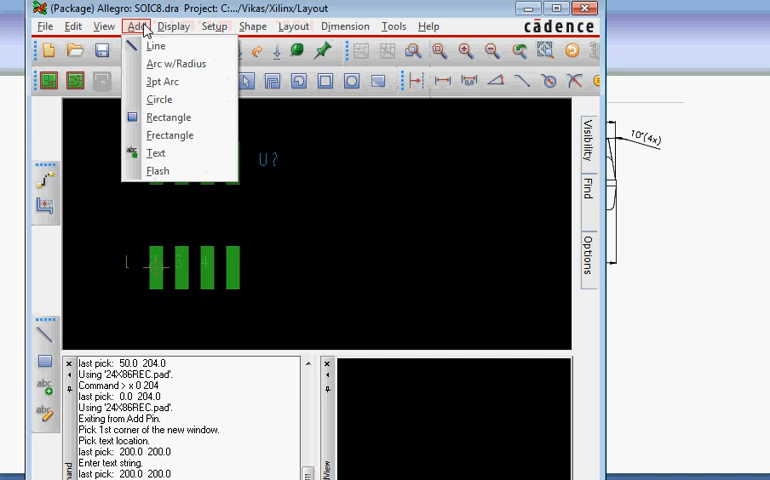 (Package) Allegro: SOIC8.dra Project: C:.../Vikas/Xilinx/Layout
File Edit View Add Display Setup Shape Layout Dimension Tools Help
cādence
Line
Arc w/Radius
3pt Arc
Circle
Rectangle
Frectangle
Text
Flash
U?
1 2 3 4
10°(4x)
Visibility
Find
Options
last pick: 50.0 204.0
Using '24X86REC.pad'.
Command > x 0 204
last pick: 0.0 204.0
Using '24X86REC.pad'.
Exiting from Add Pin.
Pick 1st corner of the new window.
Pick text location.
last pick: 200.0 200.0
Enter text string.
last pick: 200.0 200.0